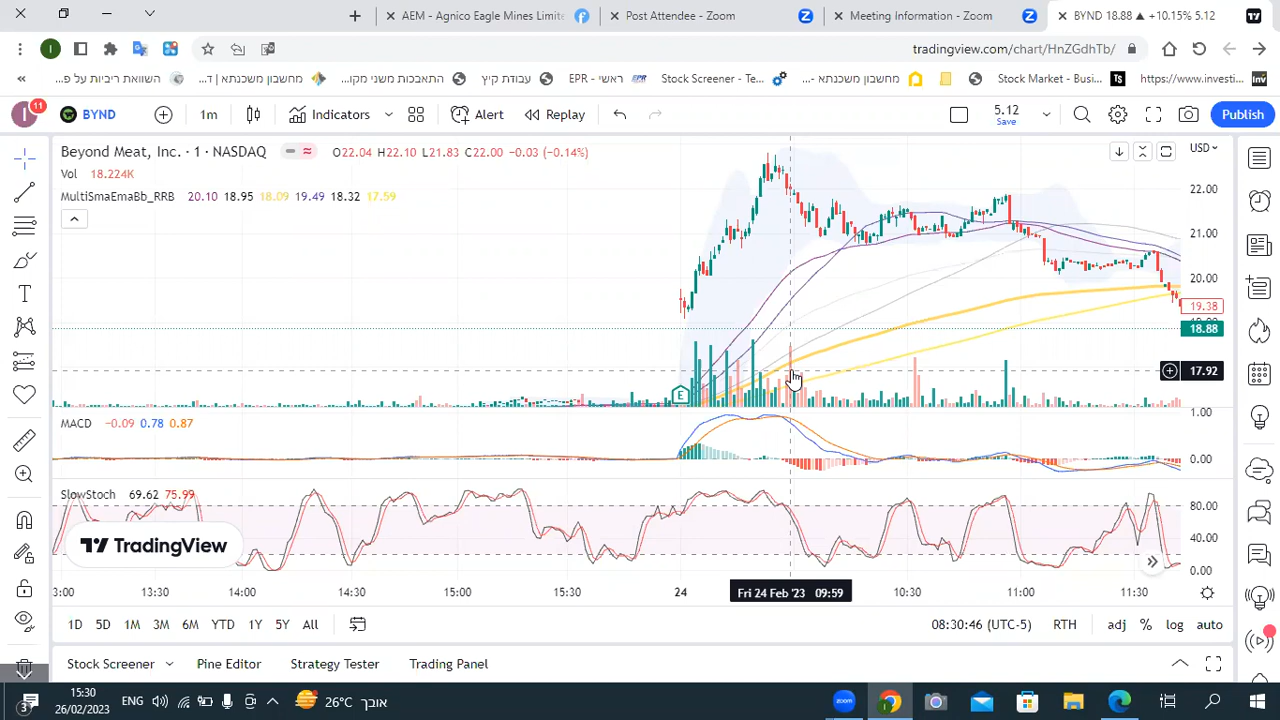 AEM - Agnico Eagle Mines Limite
Post Attendee - Zoom
Meeting Information - Zoom
BYND 18.88 ▲ +10.15% 5.12
I
tradingview.com/chart/HnZGdhTb/
«
השוואת ריביות על פ...
מחשבון משכנתא | ד...
התאבכות משני מקו...
עבודת קיץ
EPR - ראשי
EPR
Stock Screener - Te...
מחשבון משכנתא -...
Stock Market - Busi...
TS
https://www.investi...
Inv
I
11
BYND
1m
Indicators
Alert
Replay
5.12
Save
Publish
Beyond Meat, Inc. · 1 · NASDAQ
O22.04 H22.10 L21.83 C22.00 −0.03 (−0.14%)
USD
Vol 18.224K
MultiSmaEmaBb_RRB 20.10 18.95 18.09 19.49 18.32 17.59
22.00
21.00
20.00
19.38
18.88
17.92
E
MACD −0.09 0.78 0.87
1.00
0.00
SlowStoch 69.62 75.99
80.00
40.00
0.00
TradingView
3:00
13:30
14:00
14:30
15:00
15:30
24
Fri 24 Feb '23 09:59
10:30
11:00
11:30
1D 5D 1M 3M 6M YTD 1Y 5Y All
08:30:46 (UTC-5)
RTH
adj % log auto
Stock Screener
Pine Editor
Strategy Tester
Trading Panel
3
15:30
26/02/2023
ENG
26°C אובך
zoom